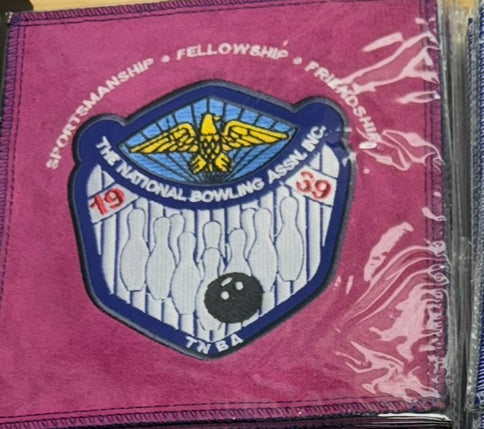 SPORTSMANSHIP • FELLOWSHIP • FRIENDSHIP
THE NATIONAL BOWLING ASSN, INC.
19 39
TNBA